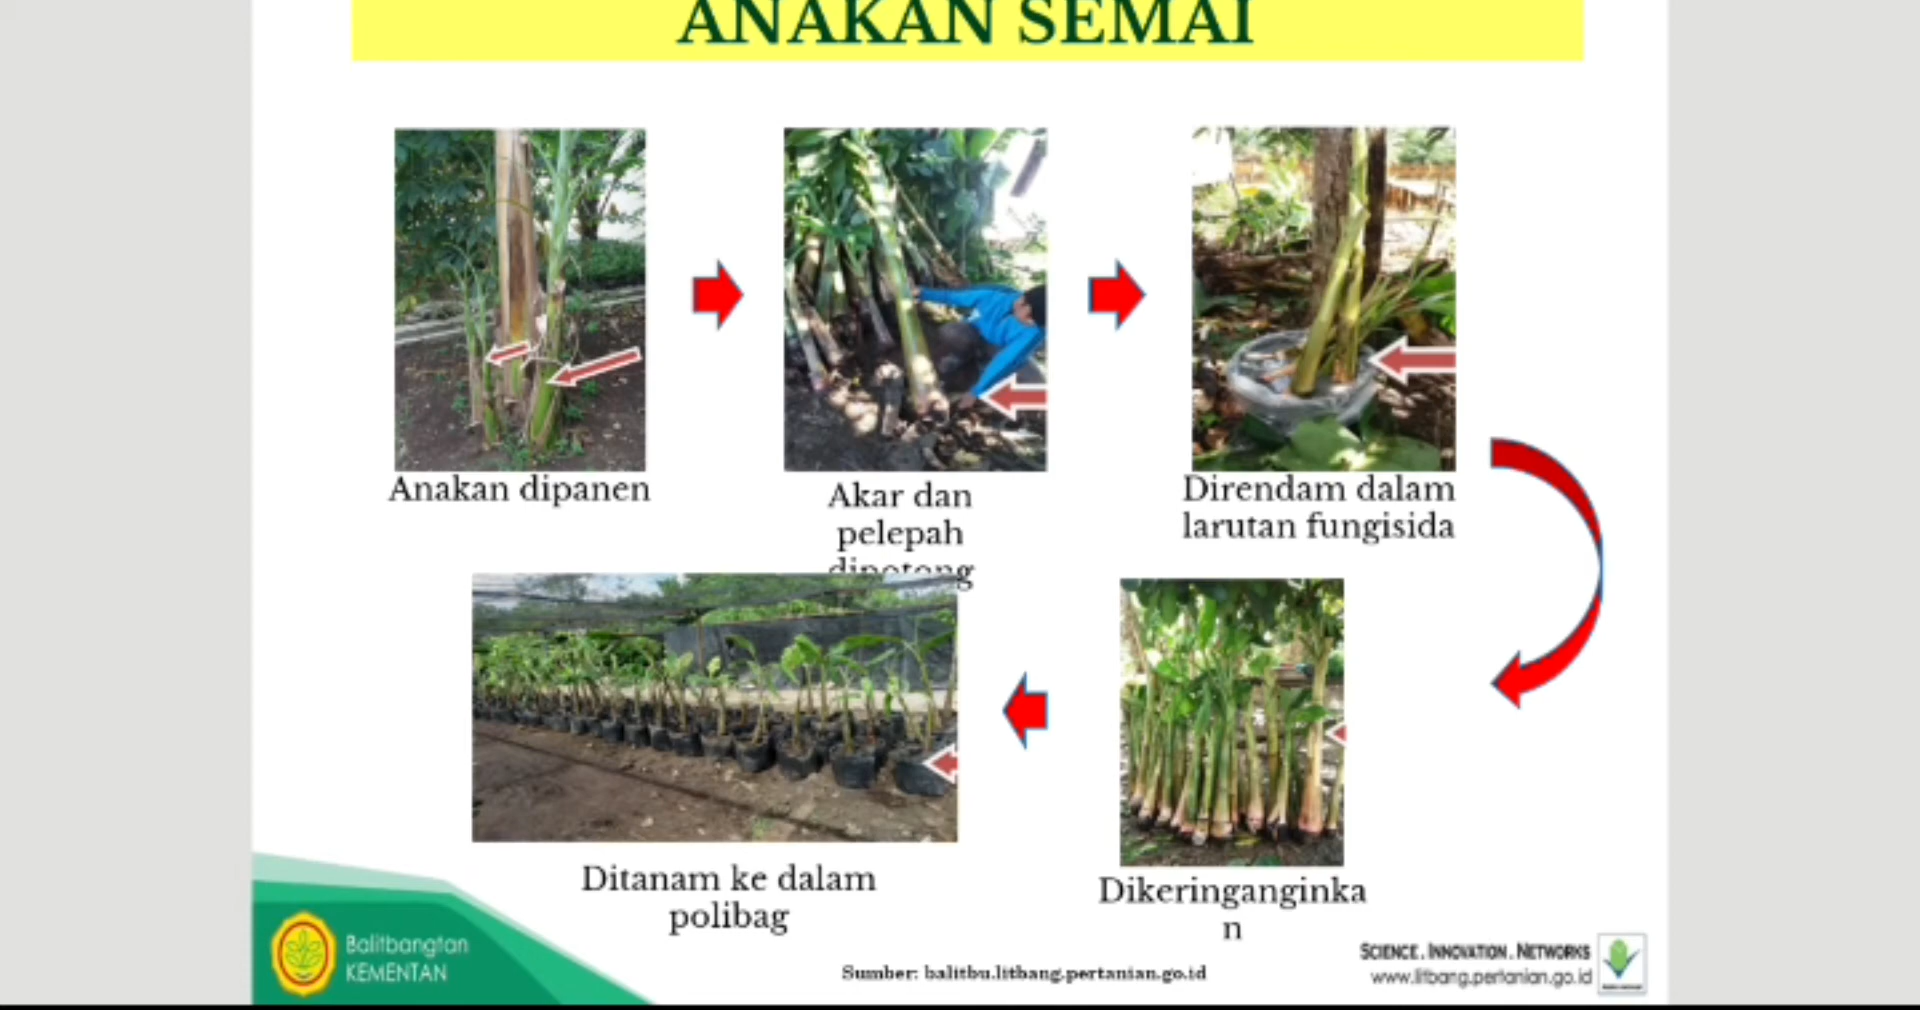 ANAKAN SEMAI
Anakan dipanen
Akar dan
pelepah
dipotong
Direndam dalam
larutan fungisida
Ditanam ke dalam
polibag
Dikeringanginka
n
Balitbangtan
KEMENTAN
Sumber: balitbu.litbang.pertanian.go.id
SCIENCE . INNOVATION . NETWORKS
www.litbang.pertanian.go.id